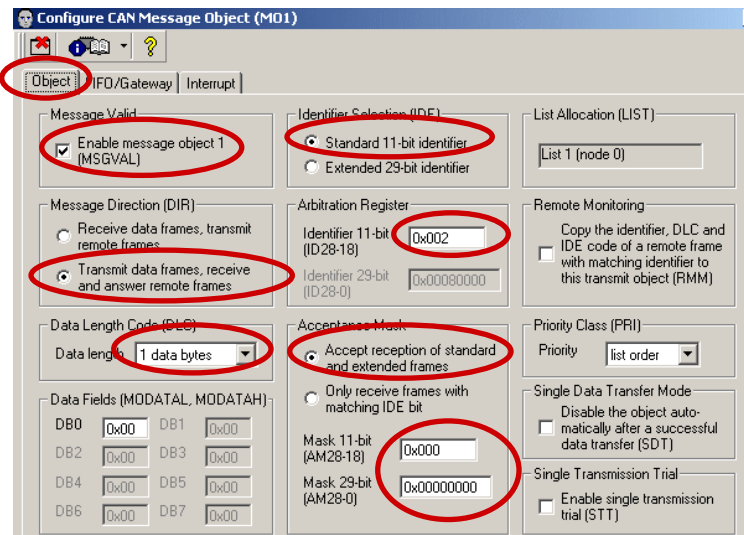 Configure CAN Message Object (MO1)
Object FIFO/Gateway Interrupt
Message Valid
Enable message object 1
(MSGVAL)
Message Direction (DIR)
Receive data frames, transmit
remote frames
Transmit data frames, receive
and answer remote frames
Data Length Code (DLC)
Data length 1 data bytes
Data Fields (MODATAL, MODATAH)
DB0 0x00 DB1 0x00
DB2 0x00 DB3 0x00
DB4 0x00 DB5 0x00
DB6 0x00 DB7 0x00
Identifier Selection (IDE)
Standard 11-bit identifier
Extended 29-bit identifier
Arbitration Register
Identifier 11-bit
(ID28-18)
0x002
Identifier 29-bit
(ID28-0)
0x00080000
Acceptance Mask
Accept reception of standard
and extended frames
Only receive frames with
matching IDE bit
Mask 11-bit
(AM28-18)
0x000
Mask 29-bit
(AM28-0)
0x00000000
List Allocation (LIST)
List 1 (node 0)
Remote Monitoring
Copy the identifier, DLC and
IDE code of a remote frame
with matching identifier to
this transmit object (RMM)
Priority Class (PRI)
Priority list order
Single Data Transfer Mode
Disable the object auto-
matically after a successful
data transfer (SDT)
Single Transmission Trial
Enable single transmission
trial (STT)